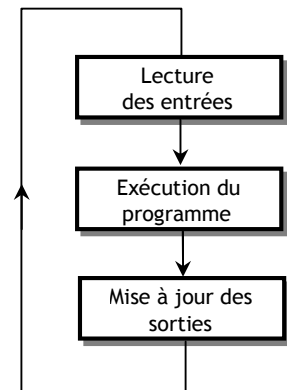 Lecture
des entrées
Exécution du
programme
Mise à jour des
sorties